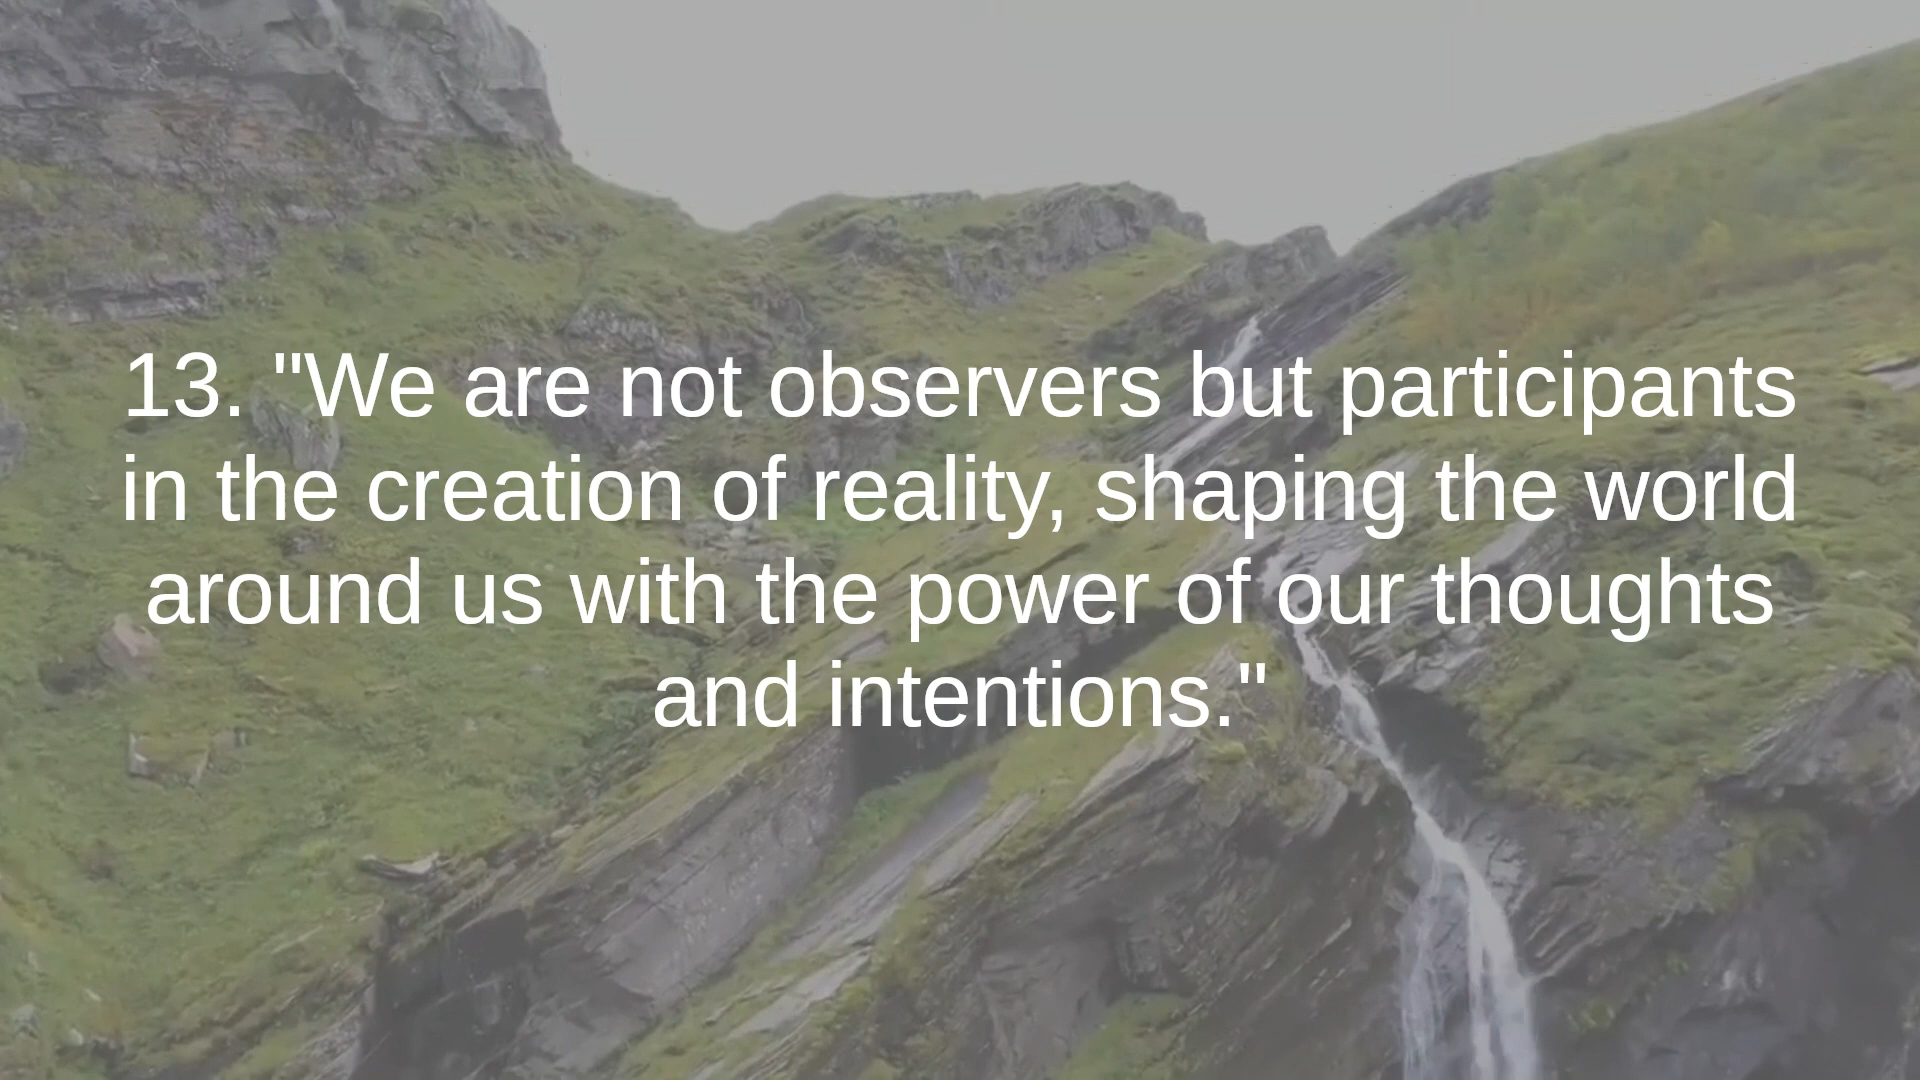 13. "We are not observers but participants
in the creation of reality, shaping the world
around us with the power of our thoughts
and intentions."